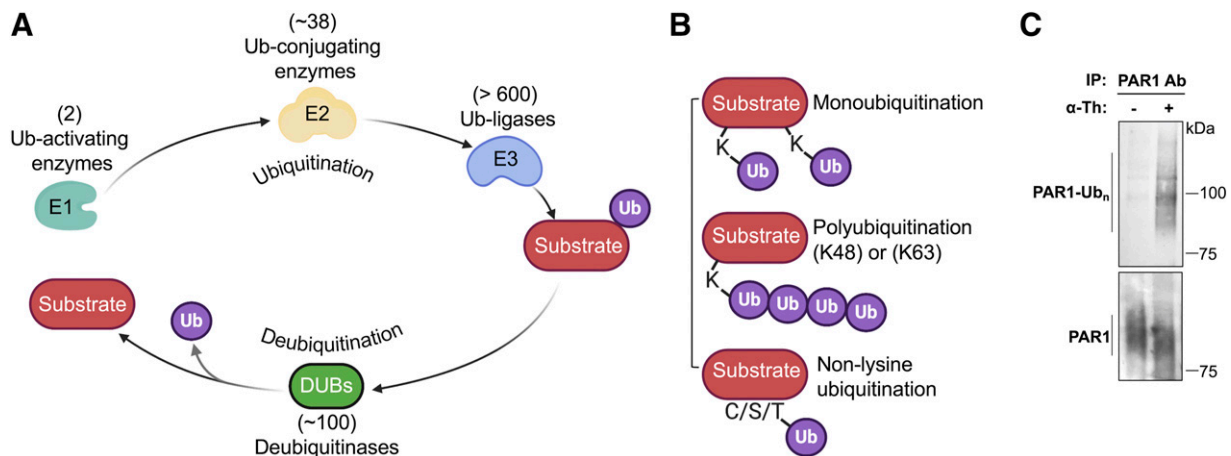 A
(~38)
Ub-conjugating
enzymes
E2
Ubiquitination
(2)
Ub-activating
enzymes
E1
(> 600)
Ub-ligases
E3
Ub
Substrate
Substrate
Ub
Deubiquitination
DUBs
(~100)
Deubiquitinases
B
Substrate
Monoubiquitination
K
K
Ub
Ub
Substrate
Polyubiquitination
(K48) or (K63)
K
Ub Ub Ub Ub
Substrate
Non-lysine
ubiquitination
C/S/T
Ub
C
IP: PAR1 Ab
α-Th: - +
kDa
PAR1-Ubn
100
75
PAR1
75